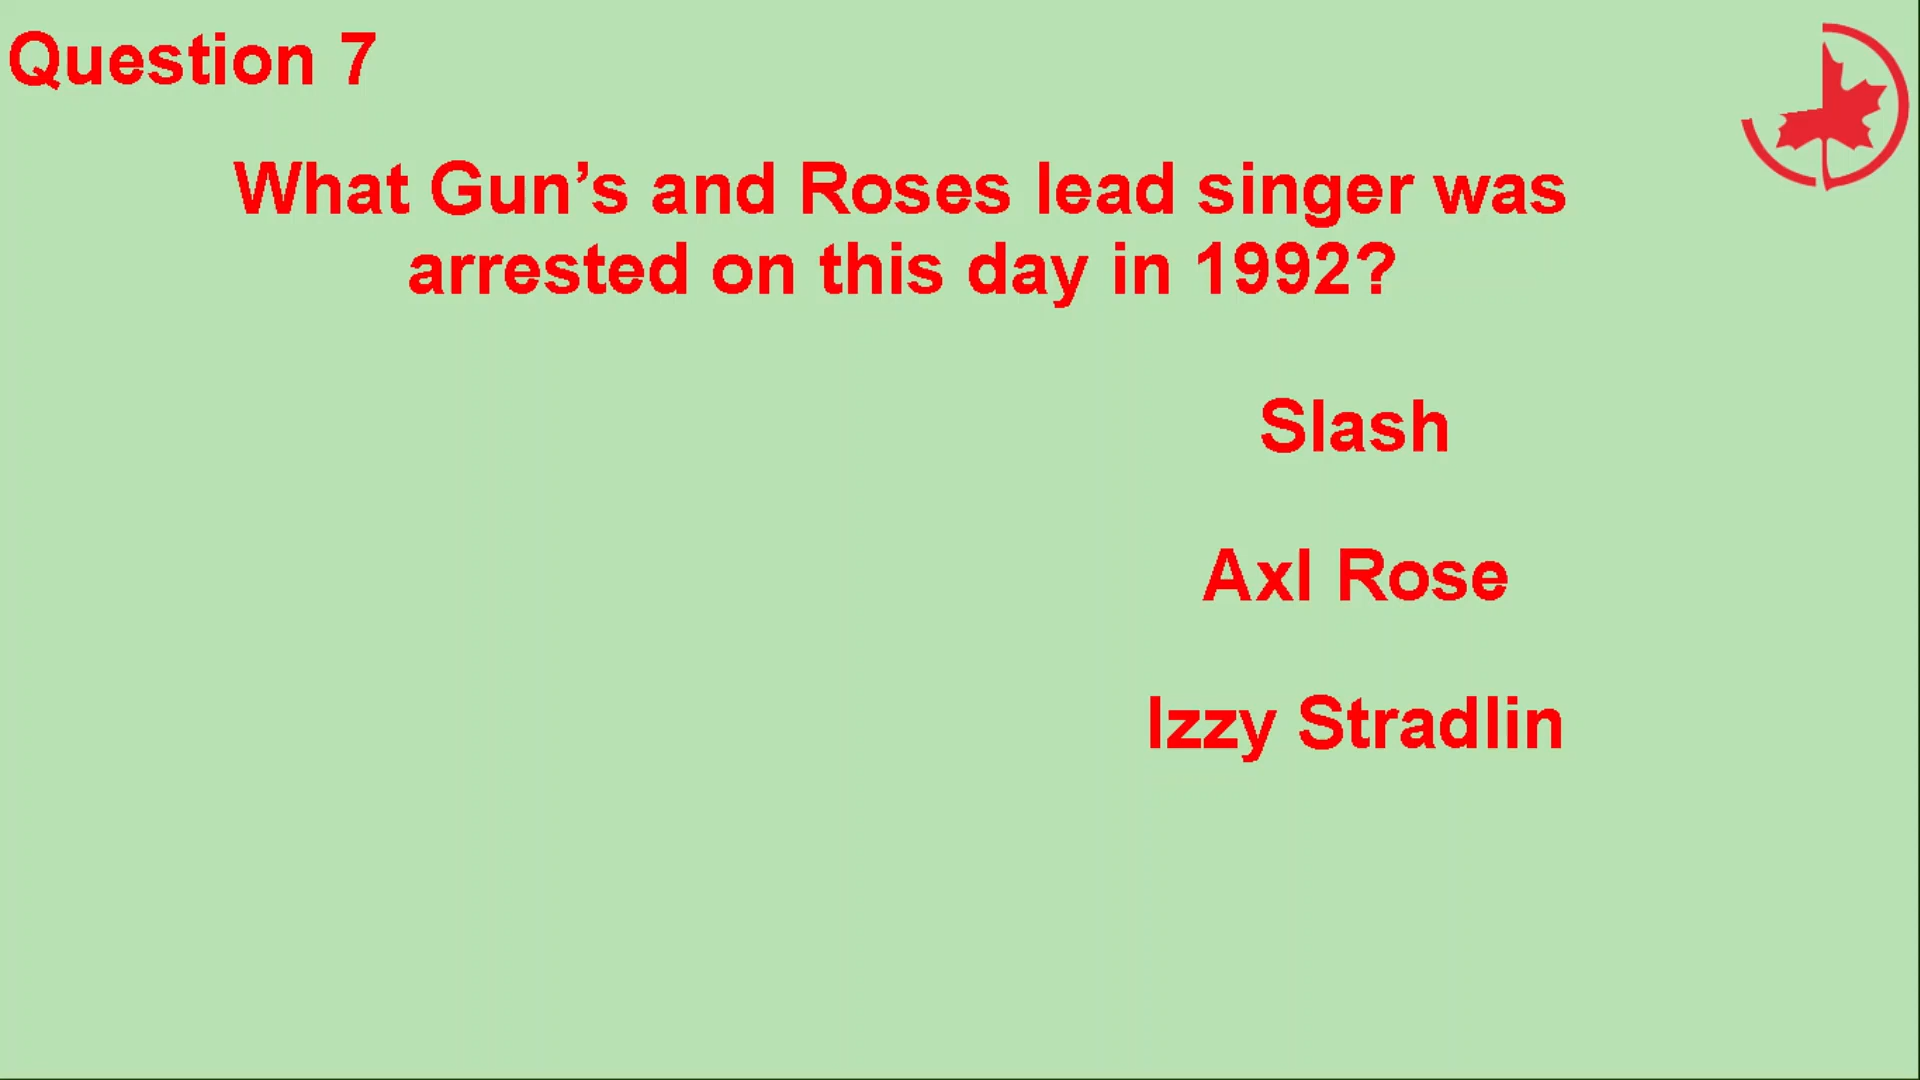 Question 7
What Gun’s and Roses lead singer was
arrested on this day in 1992?
Slash
Axl Rose
Izzy Stradlin